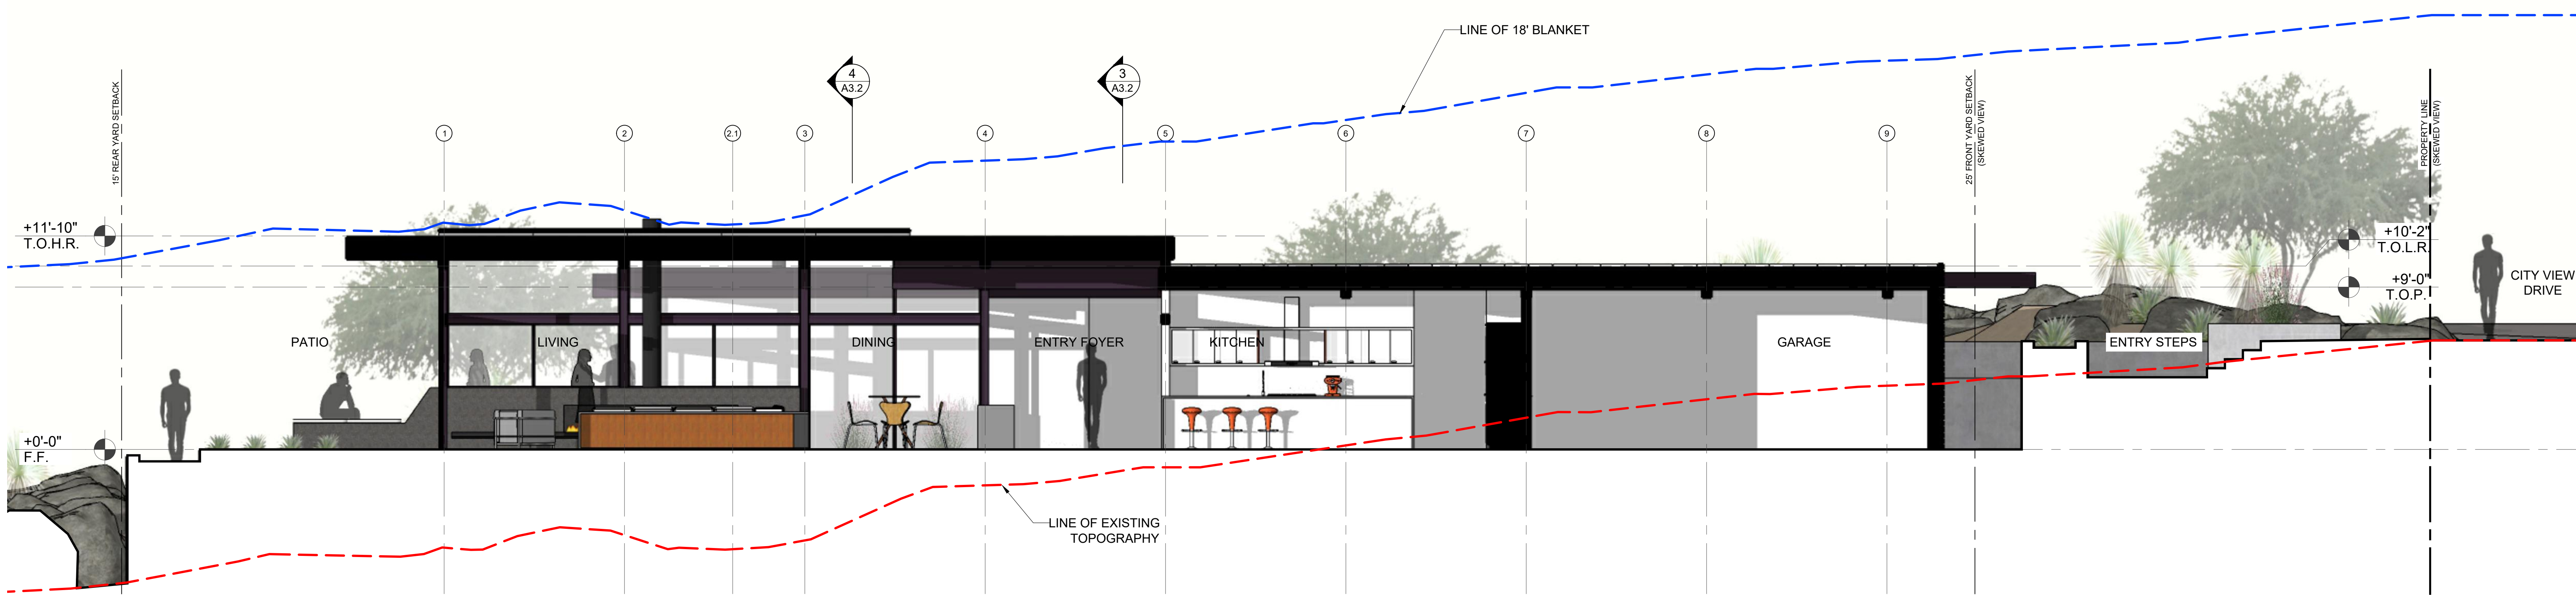 LINE OF 18' BLANKET
4
A3.2
3
A3.2
15' REAR YARD SETBACK
25' FRONT YARD SETBACK
(SKEWED VIEW)
PROPERTY LINE
(SKEWED VIEW)
1
2
2.1
3
4
5
6
7
8
9
+11'-10"
T.O.H.R.
+10'-2"
T.O.L.R.
+9'-0"
T.O.P.
CITY VIEW
DRIVE
PATIO
LIVING
DINING
ENTRY FOYER
KITCHEN
GARAGE
ENTRY STEPS
+0'-0"
F.F.
LINE OF EXISTING
TOPOGRAPHY